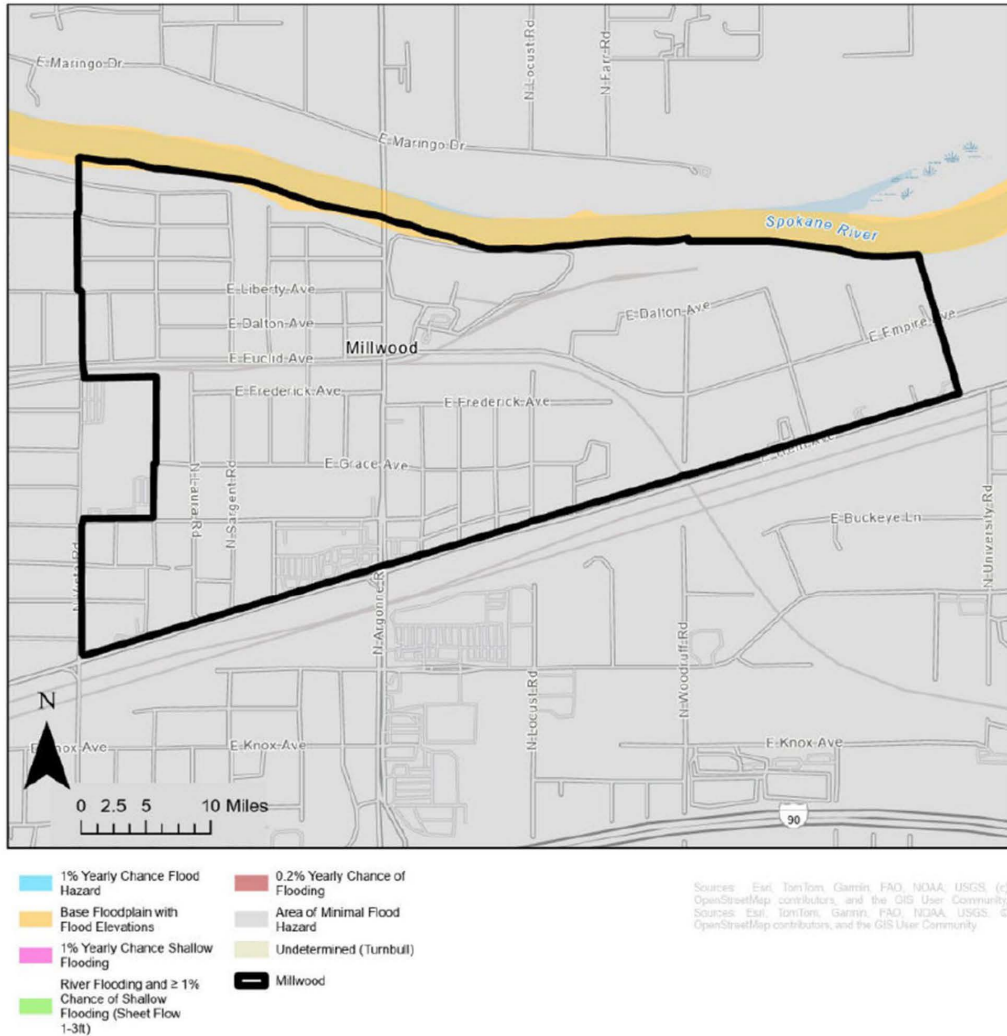 N Locust Rd
N Farr Rd
E Maringo Dr
E Maringo Dr
Spokane River
E Liberty Ave
E Dalton Ave
E Dalton Ave
E Empire Ave
Millwood
E Euclid Ave
E Frederick Ave
E Frederick Ave
E Grace Ave
N Laura Rd
N Sargent Rd
E Buckeye Ln
N University Rd
N Vista Rd
N Argonne R
N Woodruff Rd
N Locust Rd
N
Knox Ave
E Knox Ave
E Knox Ave
0 2.5 5 10 Miles
90
1% Yearly Chance Flood
Hazard
Base Floodplain with
Flood Elevations
1% Yearly Chance Shallow
Flooding
River Flooding and ≥ 1%
Chance of Shallow
Flooding (Sheet Flow
1-3ft)
0.2% Yearly Chance of
Flooding
Area of Minimal Flood
Hazard
Undetermined (Turnbull)
Millwood
Sources: Esri, TomTom, Garmin, FAO, NOAA, USGS, (c)
OpenStreetMap contributors, and the GIS User Community,
Sources: Esri, TomTom, Garmin, FAO, NOAA, USGS, ©
OpenStreetMap contributors, and the GIS User Community